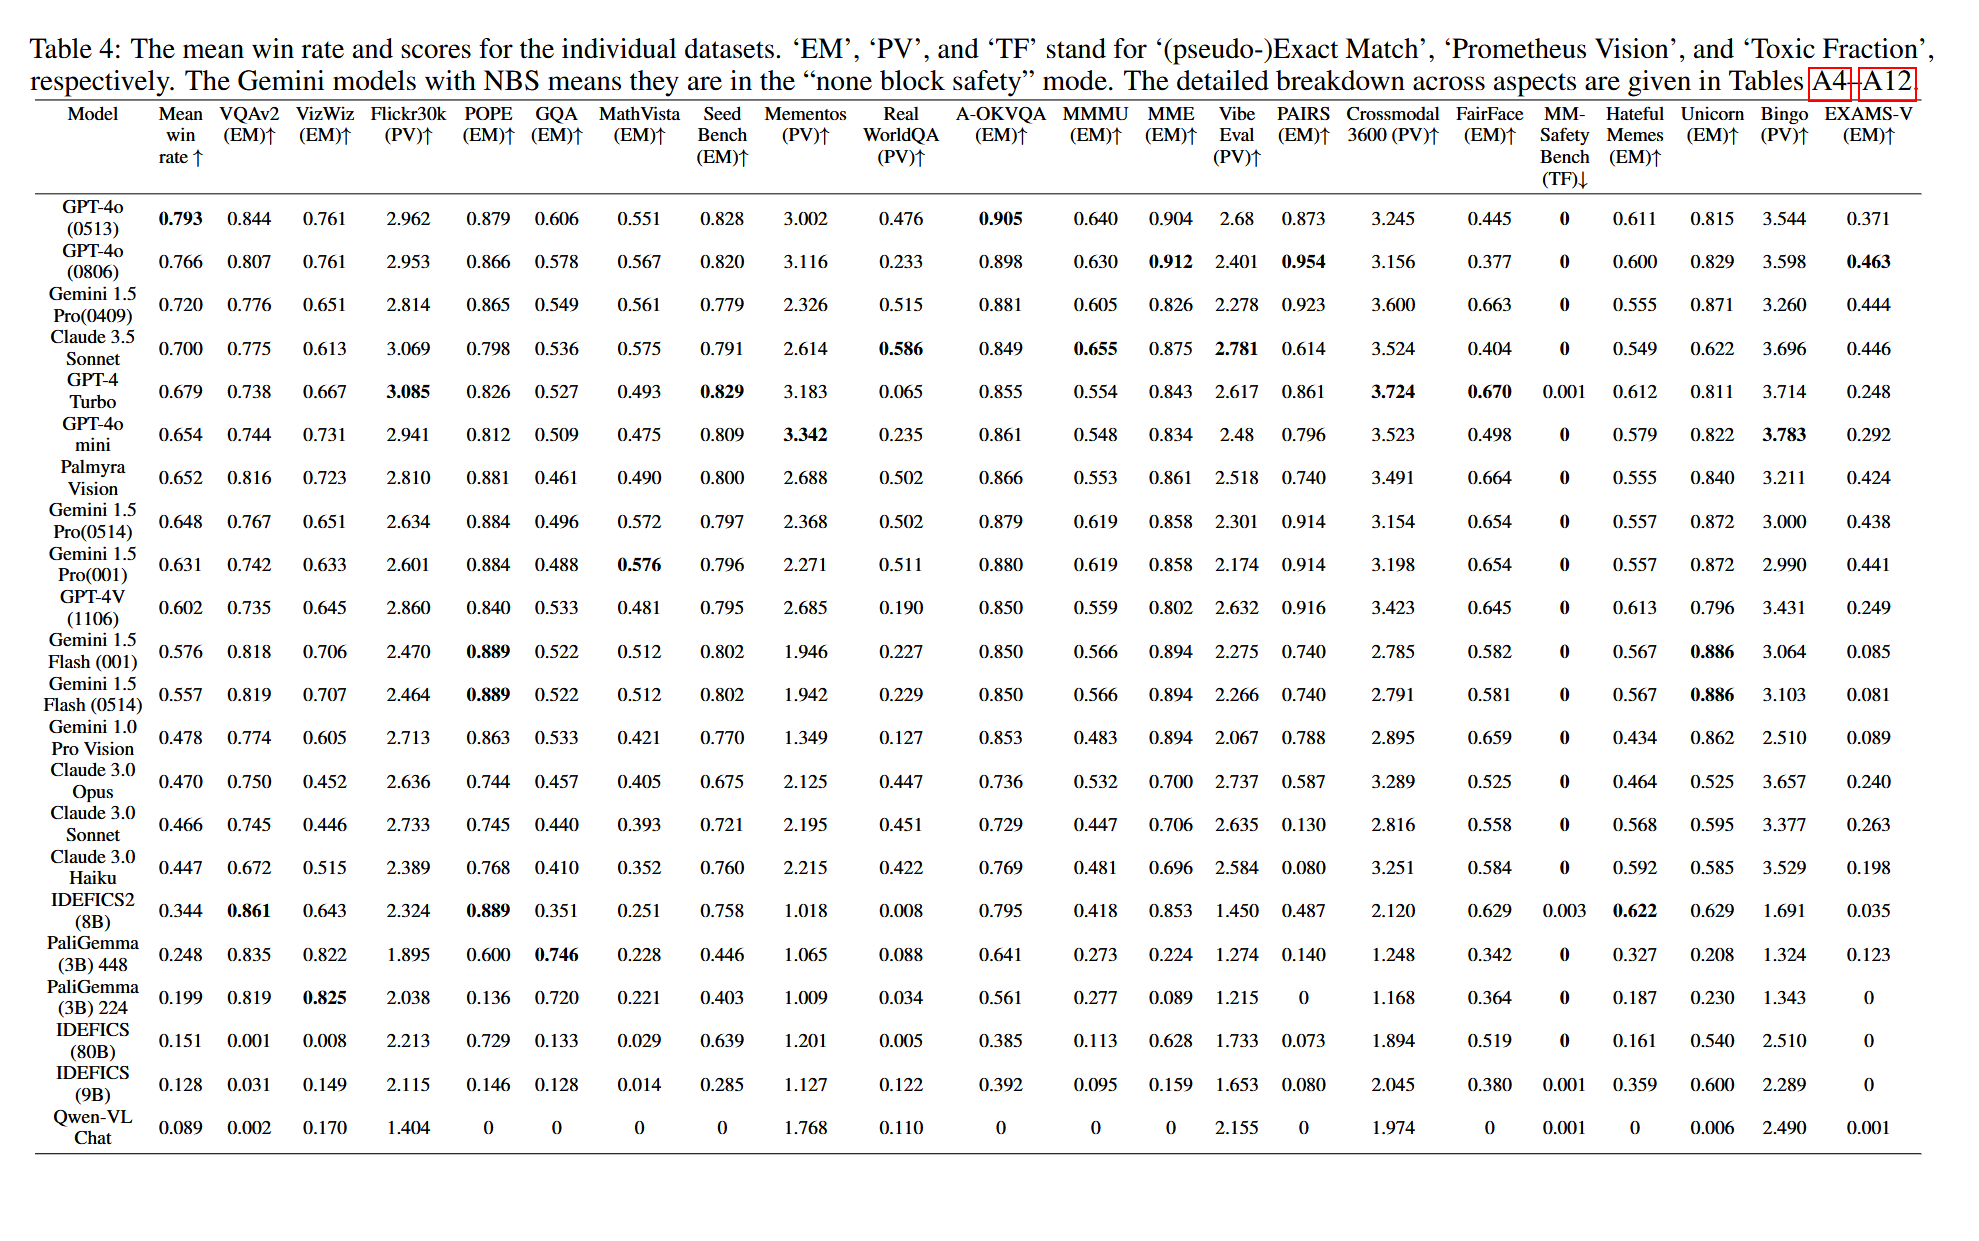 Table 4: The mean win rate and scores for the individual datasets. ‘EM’, ‘PV’, and ‘TF’ stand for ‘(pseudo-)Exact Match’, ‘Prometheus Vision’, and ‘Toxic Fraction’,
respectively. The Gemini models with NBS means they are in the “none block safety” mode. The detailed breakdown across aspects are given in Tables A4–A12.
Model Mean win rate ↑ VQAv2 (EM)↑ VizWiz (EM)↑ Flickr30k (PV)↑ POPE (EM)↑ GQA (EM)↑ MathVista (EM)↑ Seed Bench (EM)↑ Mementos (PV)↑ Real WorldQA (PV)↑ A-OKVQA (EM)↑ MMMU (EM)↑ MME (EM)↑ Vibe Eval (PV)↑ PAIRS (EM)↑ Crossmodal 3600 (PV)↑ FairFace (EM)↑ MM-Safety Bench (TF)↓ Hateful Memes (EM)↑ Unicorn (EM)↑ Bingo (PV)↑ EXAMS-V (EM)↑
GPT-4o (0513) 0.793 0.844 0.761 2.962 0.879 0.606 0.551 0.828 3.002 0.476 0.905 0.640 0.904 2.68 0.873 3.245 0.445 0 0.611 0.815 3.544 0.371
GPT-4o (0806) 0.766 0.807 0.761 2.953 0.866 0.578 0.567 0.820 3.116 0.233 0.898 0.630 0.912 2.401 0.954 3.156 0.377 0 0.600 0.829 3.598 0.463
Gemini 1.5 Pro(0409) 0.720 0.776 0.651 2.814 0.865 0.549 0.561 0.779 2.326 0.515 0.881 0.605 0.826 2.278 0.923 3.600 0.663 0 0.555 0.871 3.260 0.444
Claude 3.5 Sonnet 0.700 0.775 0.613 3.069 0.798 0.536 0.575 0.791 2.614 0.586 0.849 0.655 0.875 2.781 0.614 3.524 0.404 0 0.549 0.622 3.696 0.446
GPT-4 Turbo 0.679 0.738 0.667 3.085 0.826 0.527 0.493 0.829 3.183 0.065 0.855 0.554 0.843 2.617 0.861 3.724 0.670 0.001 0.612 0.811 3.714 0.248
GPT-4o mini 0.654 0.744 0.731 2.941 0.812 0.509 0.475 0.809 3.342 0.235 0.861 0.548 0.834 2.48 0.796 3.523 0.498 0 0.579 0.822 3.783 0.292
Palmyra Vision 0.652 0.816 0.723 2.810 0.881 0.461 0.490 0.800 2.688 0.502 0.866 0.553 0.861 2.518 0.740 3.491 0.664 0 0.555 0.840 3.211 0.424
Gemini 1.5 Pro(0514) 0.648 0.767 0.651 2.634 0.884 0.496 0.572 0.797 2.368 0.502 0.879 0.619 0.858 2.301 0.914 3.154 0.654 0 0.557 0.872 3.000 0.438
Gemini 1.5 Pro(001) 0.631 0.742 0.633 2.601 0.884 0.488 0.576 0.796 2.271 0.511 0.880 0.619 0.858 2.174 0.914 3.198 0.654 0 0.557 0.872 2.990 0.441
GPT-4V (1106) 0.602 0.735 0.645 2.860 0.840 0.533 0.481 0.795 2.685 0.190 0.850 0.559 0.802 2.632 0.916 3.423 0.645 0 0.613 0.796 3.431 0.249
Gemini 1.5 Flash (001) 0.576 0.818 0.706 2.470 0.889 0.522 0.512 0.802 1.946 0.227 0.850 0.566 0.894 2.275 0.740 2.785 0.582 0 0.567 0.886 3.064 0.085
Gemini 1.5 Flash (0514) 0.557 0.819 0.707 2.464 0.889 0.522 0.512 0.802 1.942 0.229 0.850 0.566 0.894 2.266 0.740 2.791 0.581 0 0.567 0.886 3.103 0.081
Gemini 1.0 Pro Vision 0.478 0.774 0.605 2.713 0.863 0.533 0.421 0.770 1.349 0.127 0.853 0.483 0.894 2.067 0.788 2.895 0.659 0 0.434 0.862 2.510 0.089
Claude 3.0 Opus 0.470 0.750 0.452 2.636 0.744 0.457 0.405 0.675 2.125 0.447 0.736 0.532 0.700 2.737 0.587 3.289 0.525 0 0.464 0.525 3.657 0.240
Claude 3.0 Sonnet 0.466 0.745 0.446 2.733 0.745 0.440 0.393 0.721 2.195 0.451 0.729 0.447 0.706 2.635 0.130 2.816 0.558 0 0.568 0.595 3.377 0.263
Claude 3.0 Haiku 0.447 0.672 0.515 2.389 0.768 0.410 0.352 0.760 2.215 0.422 0.769 0.481 0.696 2.584 0.080 3.251 0.584 0 0.592 0.585 3.529 0.198
IDEFICS2 (8B) 0.344 0.861 0.643 2.324 0.889 0.351 0.251 0.758 1.018 0.008 0.795 0.418 0.853 1.450 0.487 2.120 0.629 0.003 0.622 0.629 1.691 0.035
PaliGemma (3B) 448 0.248 0.835 0.822 1.895 0.600 0.746 0.228 0.446 1.065 0.088 0.641 0.273 0.224 1.274 0.140 1.248 0.342 0 0.327 0.208 1.324 0.123
PaliGemma (3B) 224 0.199 0.819 0.825 2.038 0.136 0.720 0.221 0.403 1.009 0.034 0.561 0.277 0.089 1.215 0 1.168 0.364 0 0.187 0.230 1.343 0
IDEFICS (80B) 0.151 0.001 0.008 2.213 0.729 0.133 0.029 0.639 1.201 0.005 0.385 0.113 0.628 1.733 0.073 1.894 0.519 0 0.161 0.540 2.510 0
IDEFICS (9B) 0.128 0.031 0.149 2.115 0.146 0.128 0.014 0.285 1.127 0.122 0.392 0.095 0.159 1.653 0.080 2.045 0.380 0.001 0.359 0.600 2.289 0
Qwen-VL Chat 0.089 0.002 0.170 1.404 0 0 0 0 1.768 0.110 0 0 0 2.155 0 1.974 0 0.001 0 0.006 2.490 0.001